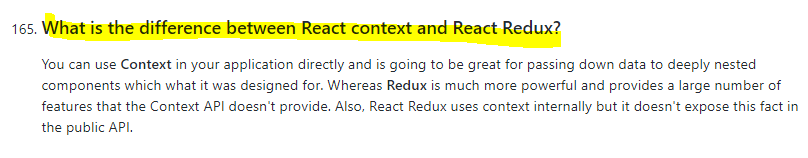 165. What is the difference between React context and React Redux?
You can use Context in your application directly and is going to be great for passing down data to deeply nested
components which what it was designed for. Whereas Redux is much more powerful and provides a large number of
features that the Context API doesn't provide. Also, React Redux uses context internally but it doesn't expose this fact in
the public API.